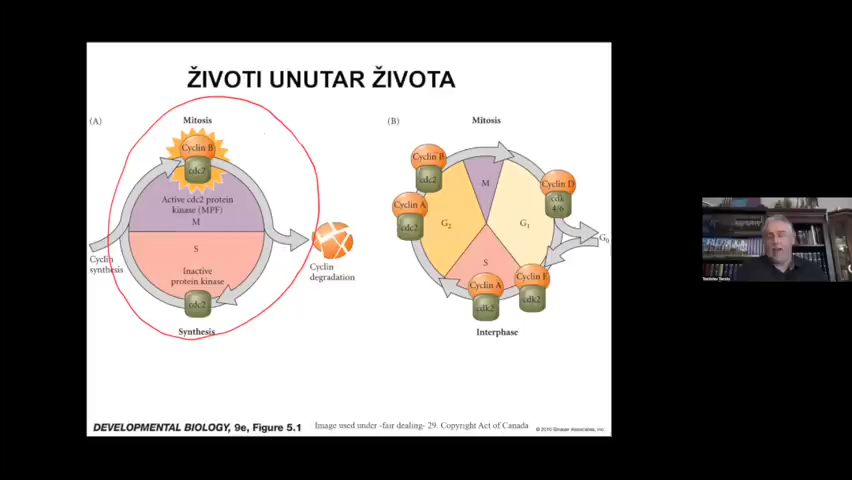 ŽIVOTI UNUTAR ŽIVOTA
(A)
Mitosis
Cyclin B
cdc2
Active cdc2 protein
kinase (MPF)
M
S
Inactive
protein kinase
cdc2
Synthesis
Cyclin
synthesis
Cyclin
degradation
(B)
Mitosis
Cyclin B
cdc2
Cyclin A
cdc2
M
G2
G1
S
Cyclin D
cdk
4/6
G0
Cyclin E
cdk2
Cyclin A
cdk2
Interphase
DEVELOPMENTAL BIOLOGY, 9e, Figure 5.1
Image used under -fair dealing- 29. Copyright Act of Canada
© 2010 Sinauer Associates, Inc.